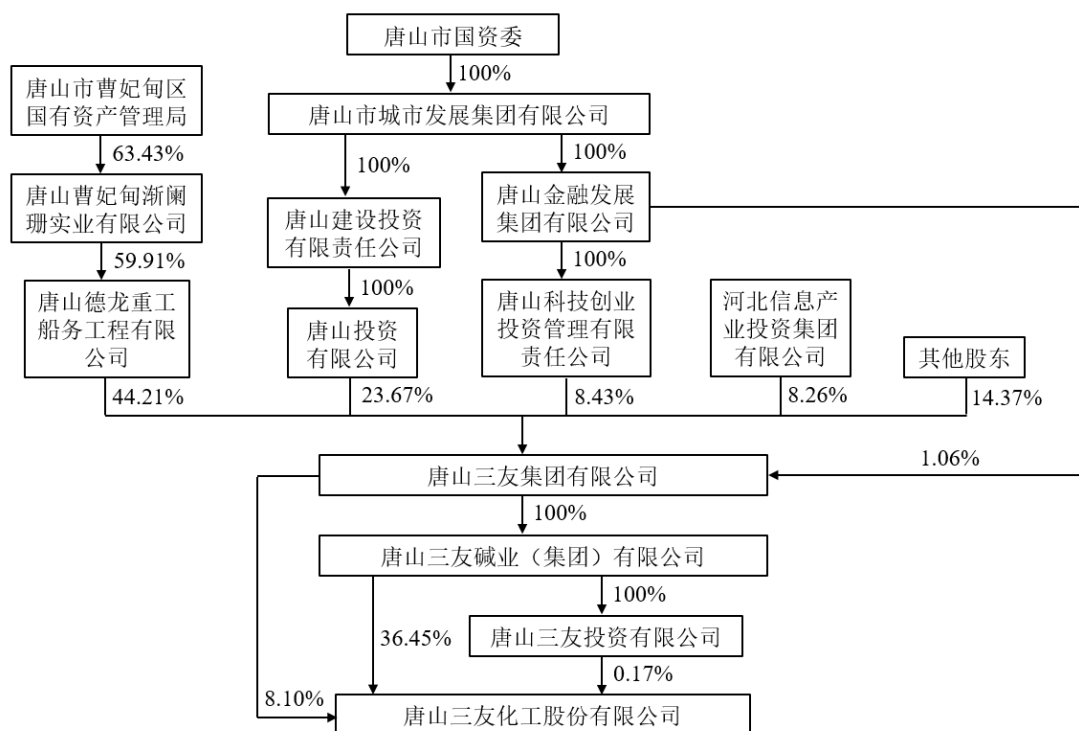 唐山市国资委
100%
唐山市曹妃甸区
国有资产管理局
唐山市城市发展集团有限公司
63.43%
100%
100%
唐山曹妃甸渐阑
珊实业有限公司
唐山建设投资
有限责任公司
唐山金融发展
集团有限公司
59.91%
100%
100%
唐山德龙重工
船务工程有限
公司
唐山投资
有限公司
唐山科技创业
投资管理有限
责任公司
河北信息产
业投资集团
有限公司
其他股东
44.21%
23.67%
8.43%
8.26%
14.37%
唐山三友集团有限公司
1.06%
100%
唐山三友碱业（集团）有限公司
100%
36.45%
唐山三友投资有限公司
0.17%
8.10%
唐山三友化工股份有限公司